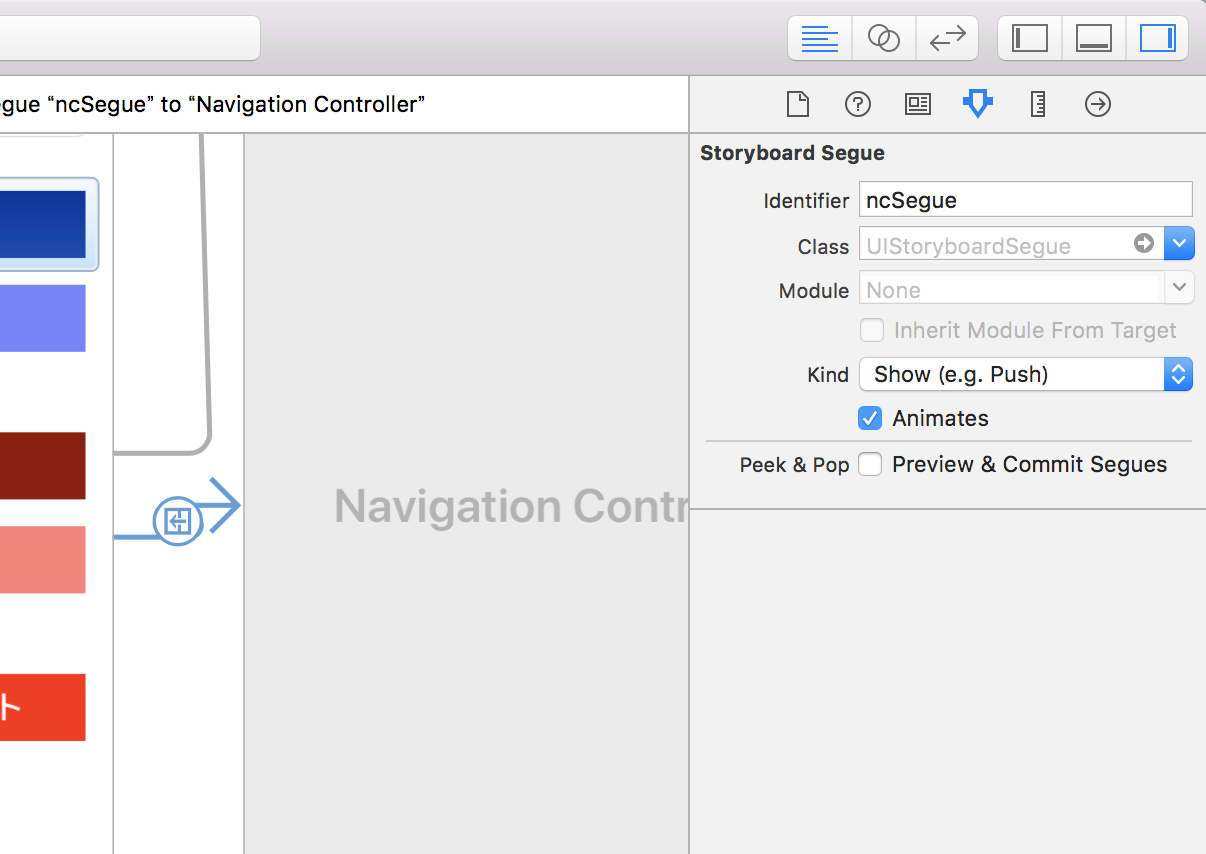 gue “ncSegue” to “Navigation Controller”
Storyboard Segue
Identifier ncSegue
Class UIStoryboardSegue
Module None
Inherit Module From Target
Kind Show (e.g. Push)
Animates
Peek & Pop Preview & Commit Segues
Navigation Contr
ト